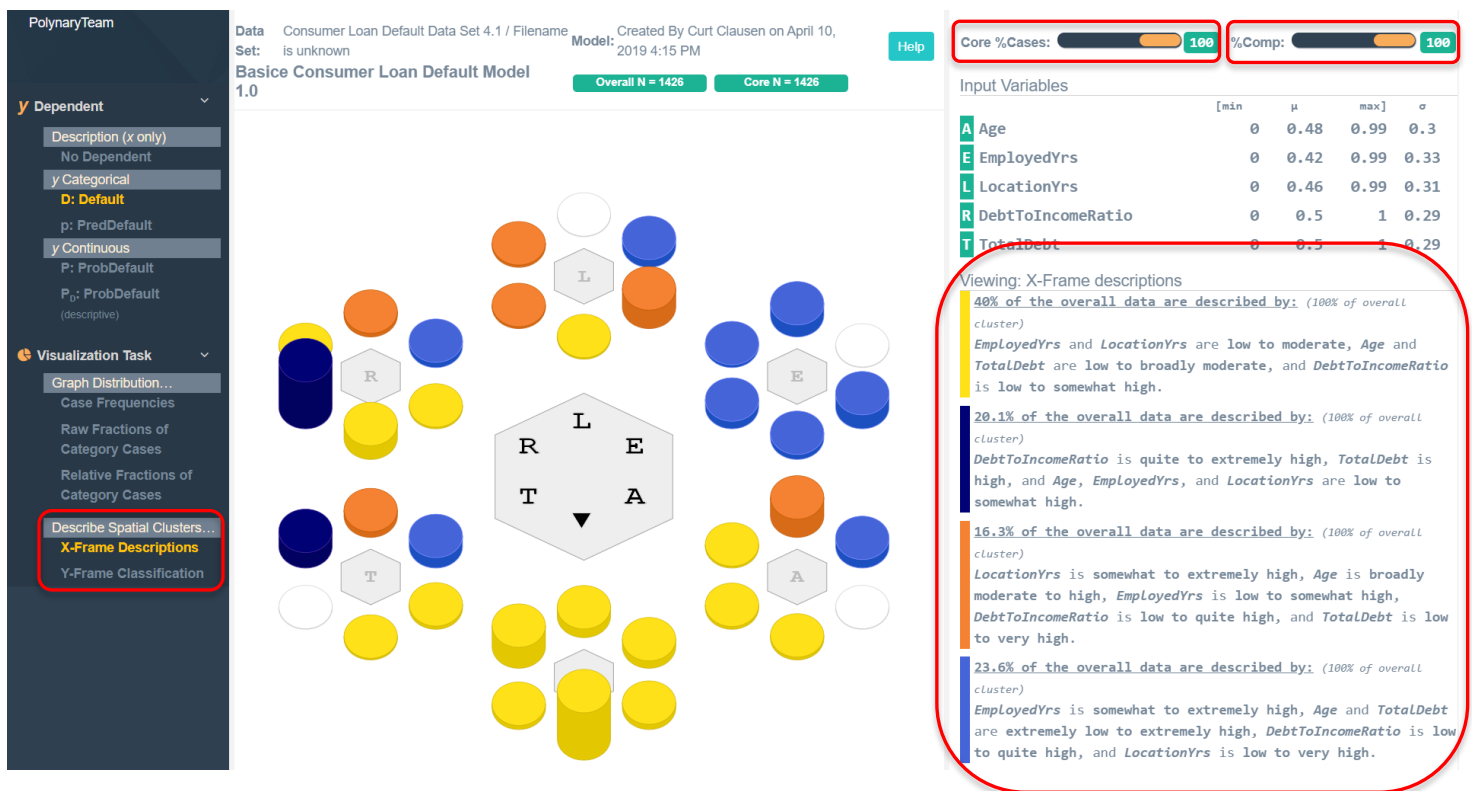 PolynaryTeam
y Dependent
Description (x only)
No Dependent
y Categorical
D: Default
p: PredDefault
y Continuous
P: ProbDefault
P_D: ProbDefault
(descriptive)
Visualization Task
Graph Distribution...
Case Frequencies
Raw Fractions of
Category Cases
Relative Fractions of
Category Cases
Describe Spatial Clusters...
X-Frame Descriptions
Y-Frame Classification
Data Set: Consumer Loan Default Data Set 4.1 / Filename
is unknown
Model: Created By Curt Clausen on April 10,
2019 4:15 PM
Help
Basice Consumer Loan Default Model
1.0
Overall N = 1426
Core N = 1426
L
R
E
T
A
L
R E
T A
Core %Cases: 100
%Comp: 100
Input Variables
[min μ max] σ
A Age 0 0.48 0.99 0.3
E EmployedYrs 0 0.42 0.99 0.33
L LocationYrs 0 0.46 0.99 0.31
R DebtToIncomeRatio 0 0.5 1 0.29
T TotalDebt 0 0.5 1 0.29
Viewing: X-Frame descriptions
40% of the overall data are described by: (100% of overall
cluster)
EmployedYrs and LocationYrs are low to moderate, Age and
TotalDebt are low to broadly moderate, and DebtToIncomeRatio
is low to somewhat high.
20.1% of the overall data are described by: (100% of overall
cluster)
DebtToIncomeRatio is quite to extremely high, TotalDebt is
high, and Age, EmployedYrs, and LocationYrs are low to
somewhat high.
16.3% of the overall data are described by: (100% of overall
cluster)
LocationYrs is somewhat to extremely high, Age is broadly
moderate to high, EmployedYrs is low to somewhat high,
DebtToIncomeRatio is low to quite high, and TotalDebt is low
to very high.
23.6% of the overall data are described by: (100% of overall
cluster)
EmployedYrs is somewhat to extremely high, Age and TotalDebt
are extremely low to extremely high, DebtToIncomeRatio is low
to quite high, and LocationYrs is low to very high.